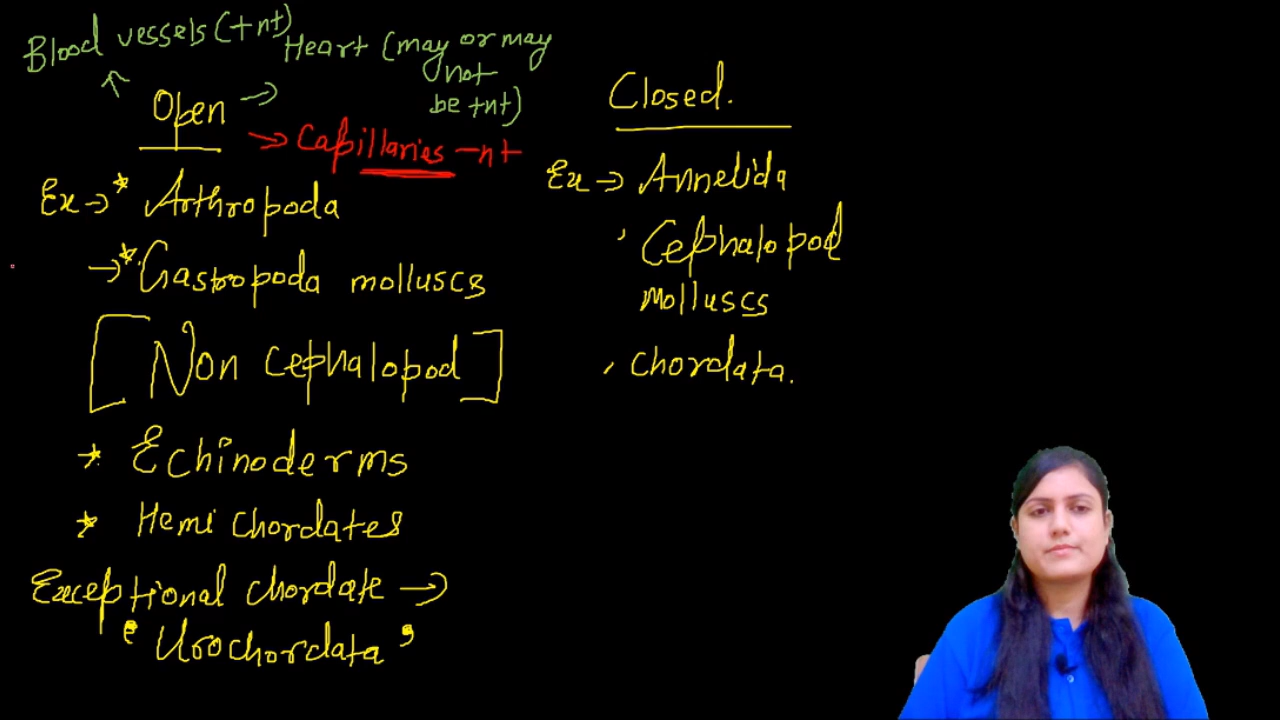 Blood vessels (+nt)
Heart (may or may
not
be +nt)
Open
→ Capillaries -nt
Ex → * Arthropoda
→ * Gastropoda molluscs
[Non cephalopod]
* Echinoderms
* Hemi chordates
Exceptional chordate →
" Urochordata "
Closed.
Ex → Annelida
Cephalopod
molluscs
, chordata.